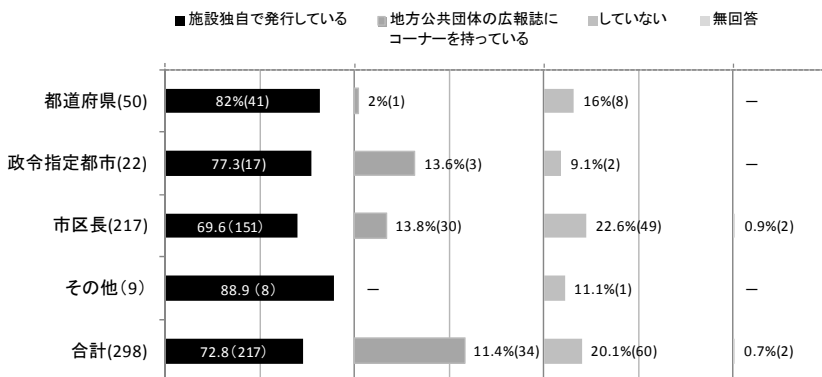 ■施設独自で発行している ■地方公共団体の広報誌に ■していない ■無回答
コーナーを持っている
都道府県(50) 82%(41) 2%(1) 16%(8) －
政令指定都市(22) 77.3(17) 13.6%(3) 9.1%(2) －
市区長(217) 69.6(151) 13.8%(30) 22.6%(49) 0.9%(2)
その他(9) 88.9(8) － 11.1%(1) －
合計(298) 72.8(217) 11.4%(34) 20.1%(60) 0.7%(2)